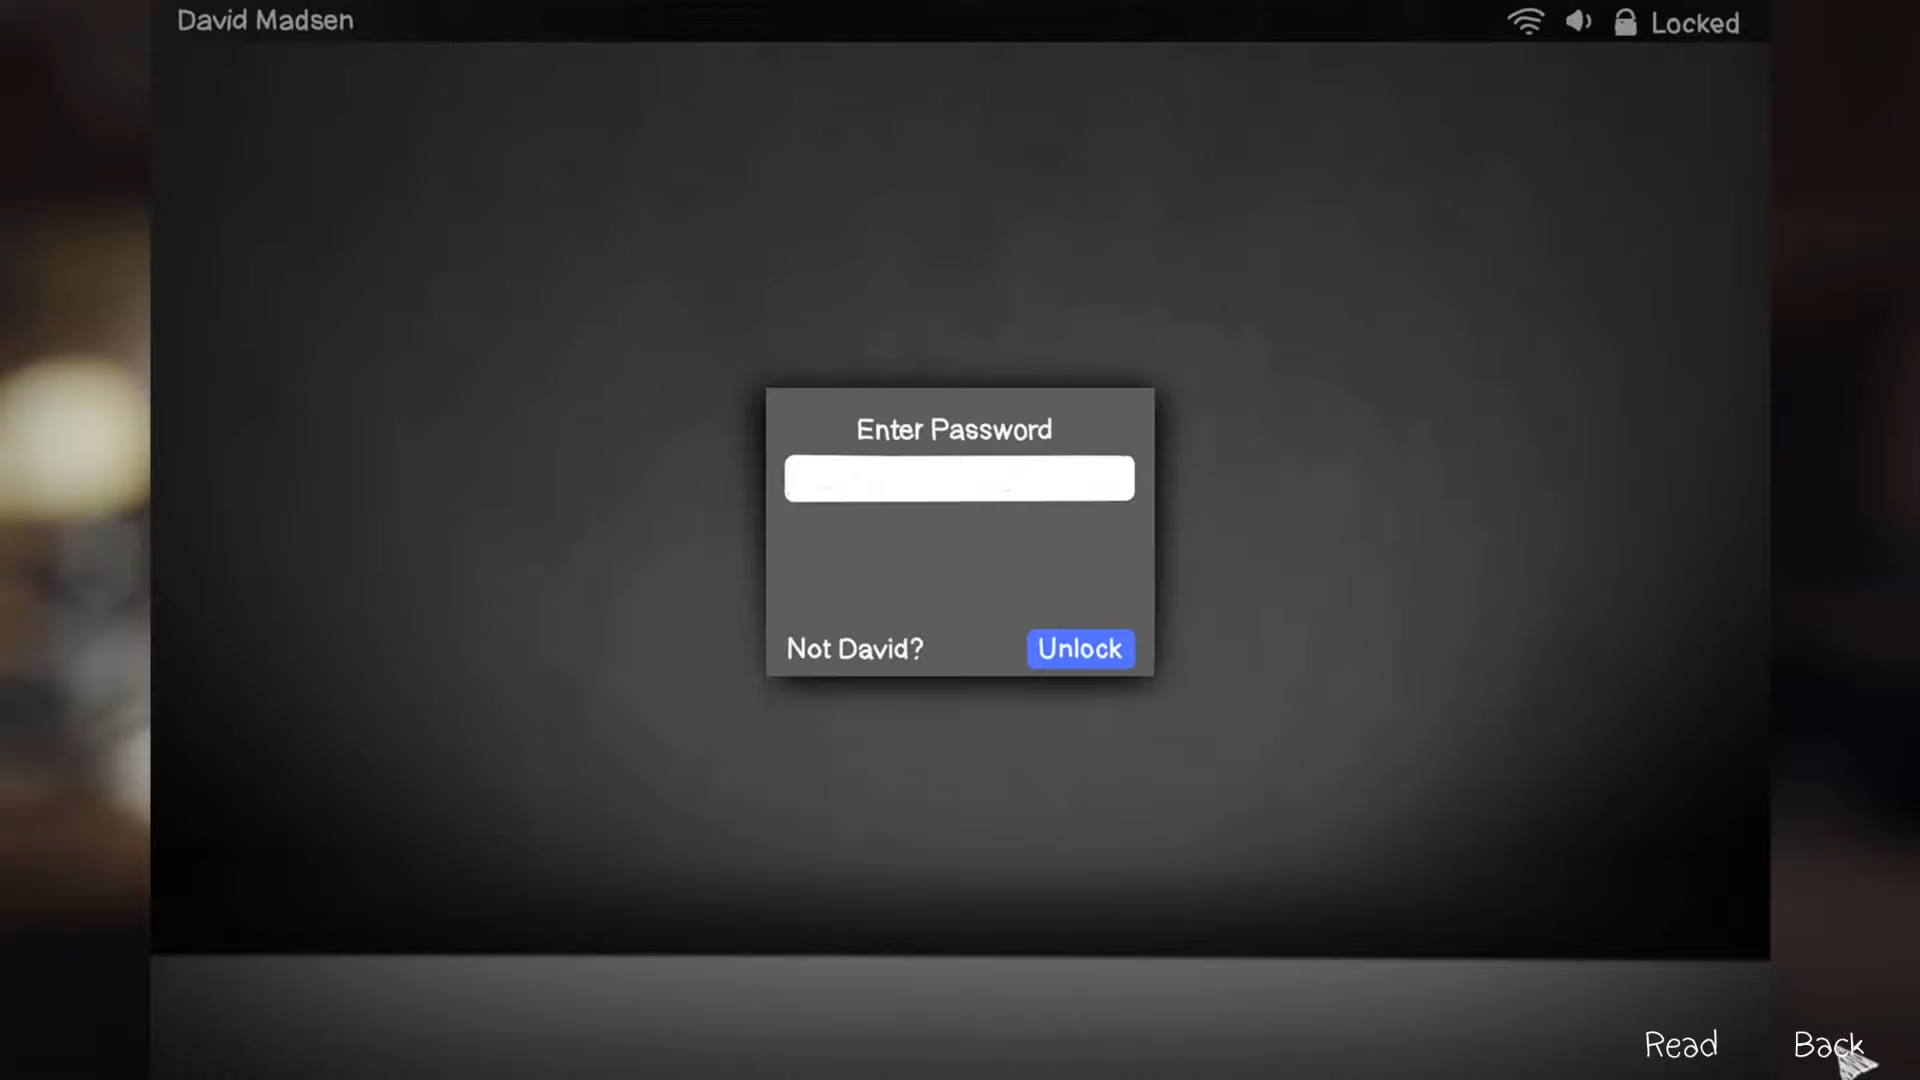 David Madsen
Locked
Enter Password
Not David?
Unlock
Read
Back